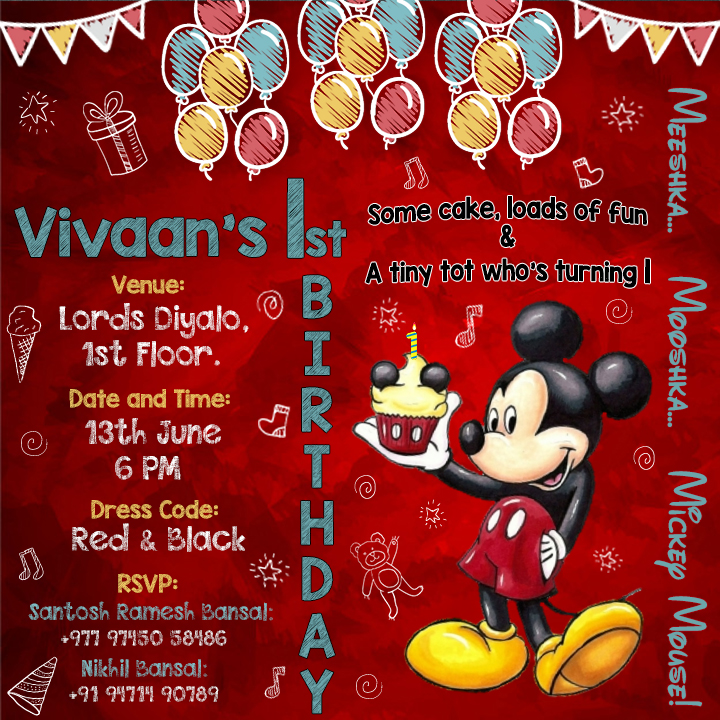 Vivaan's 1st
BIRTHDAY
Venue:
Lords Diyalo,
1st Floor.
Date and Time:
13th June
6 PM
Dress Code:
Red & Black
RSVP:
Santosh Ramesh Bansal:
+977 97450 58486
Nikhil Bansal:
+91 94714 90789
Some cake, loads of fun
&
A tiny tot who's turning 1
Meeshka... Mooshka... Mickey Mouse!